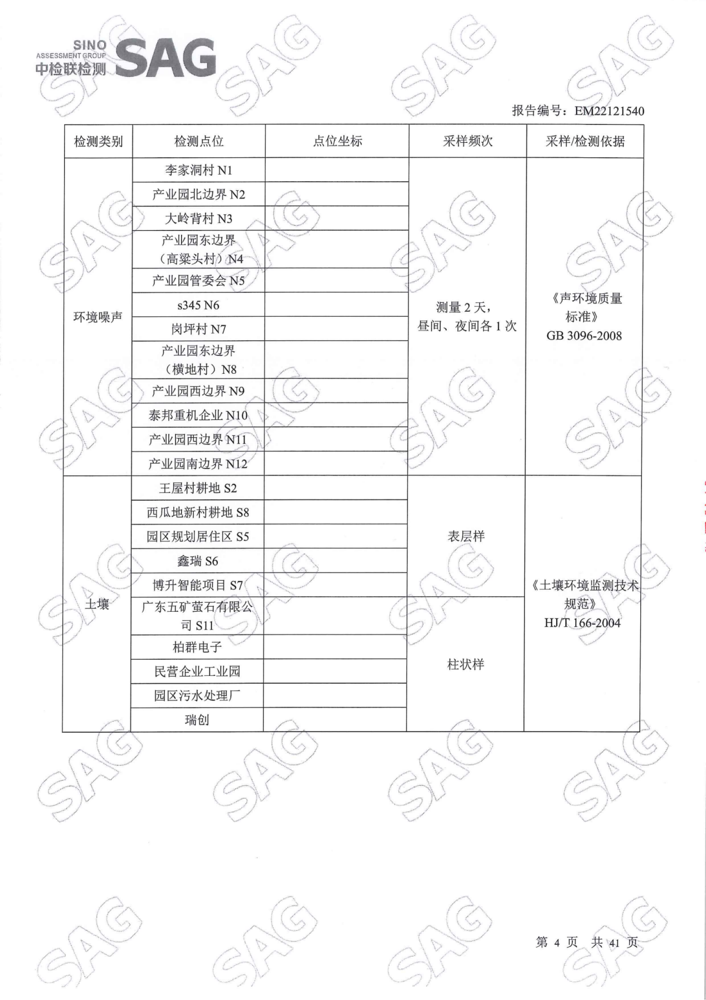 SINO
ASSESSMENT GROUP
中检联检测
SAG
报告编号：EM22121540
检测类别 检测点位 点位坐标 采样频次 采样/检测依据
环境噪声
李家洞村 N1
产业园北边界 N2
大岭背村 N3
产业园东边界
（高粱头村）N4
产业园管委会 N5
s345 N6
岗坪村 N7
产业园东边界
（横地村）N8
产业园西边界 N9
泰邦重机企业 N10
产业园西边界 N11
产业园南边界 N12
测量 2 天，
昼间、夜间各 1 次
《声环境质量
标准》
GB 3096-2008
土壤
王屋村耕地 S2
西瓜地新村耕地 S8
园区规划居住区 S5
鑫瑞 S6
博升智能项目 S7
广东五矿萤石有限公
司 S11
柏群电子
民营企业工业园
园区污水处理厂
瑞创
表层样
柱状样
《土壤环境监测技术
规范》
HJ/T 166-2004
第 4 页 共 41 页